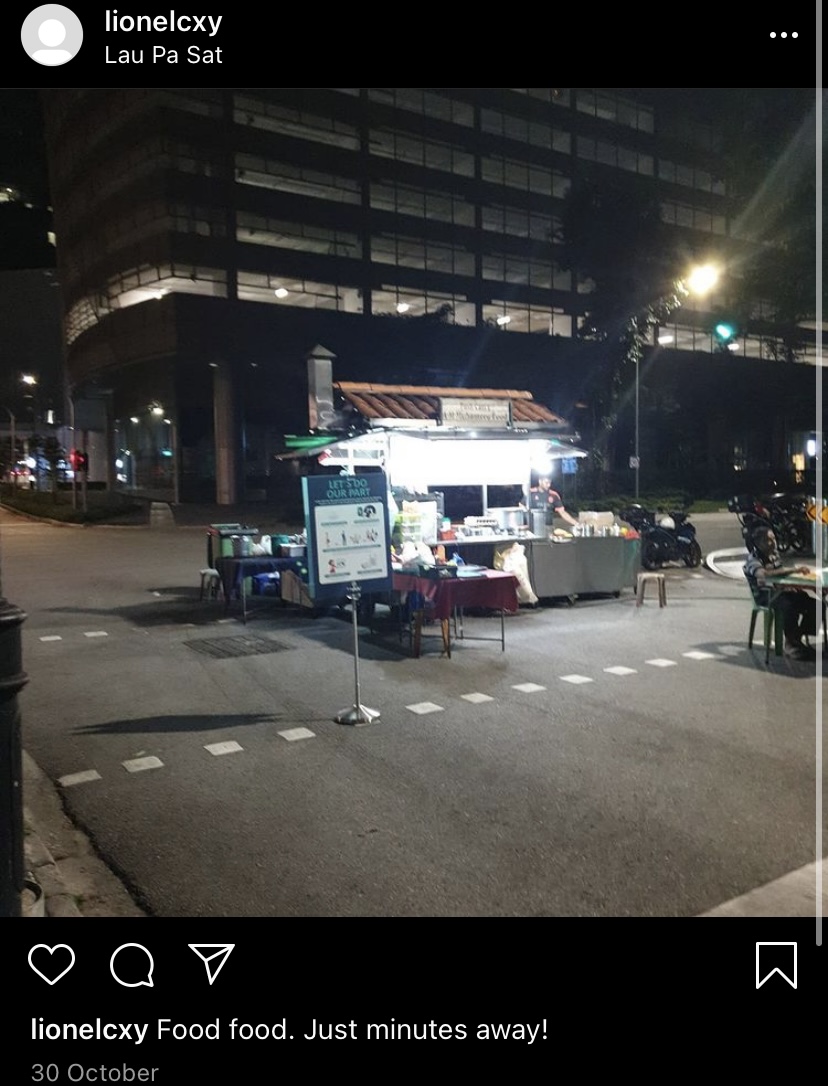 lionelcxy
Lau Pa Sat
LET'S DO
OUR PART
lionelcxy Food food. Just minutes away!
30 October